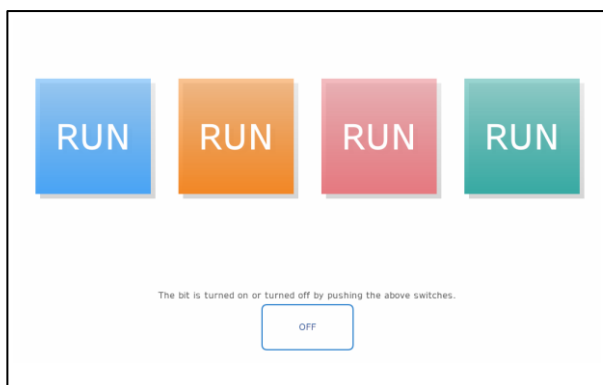 RUN RUN RUN RUN
The bit is turned on or turned off by pushing the above switches.
OFF